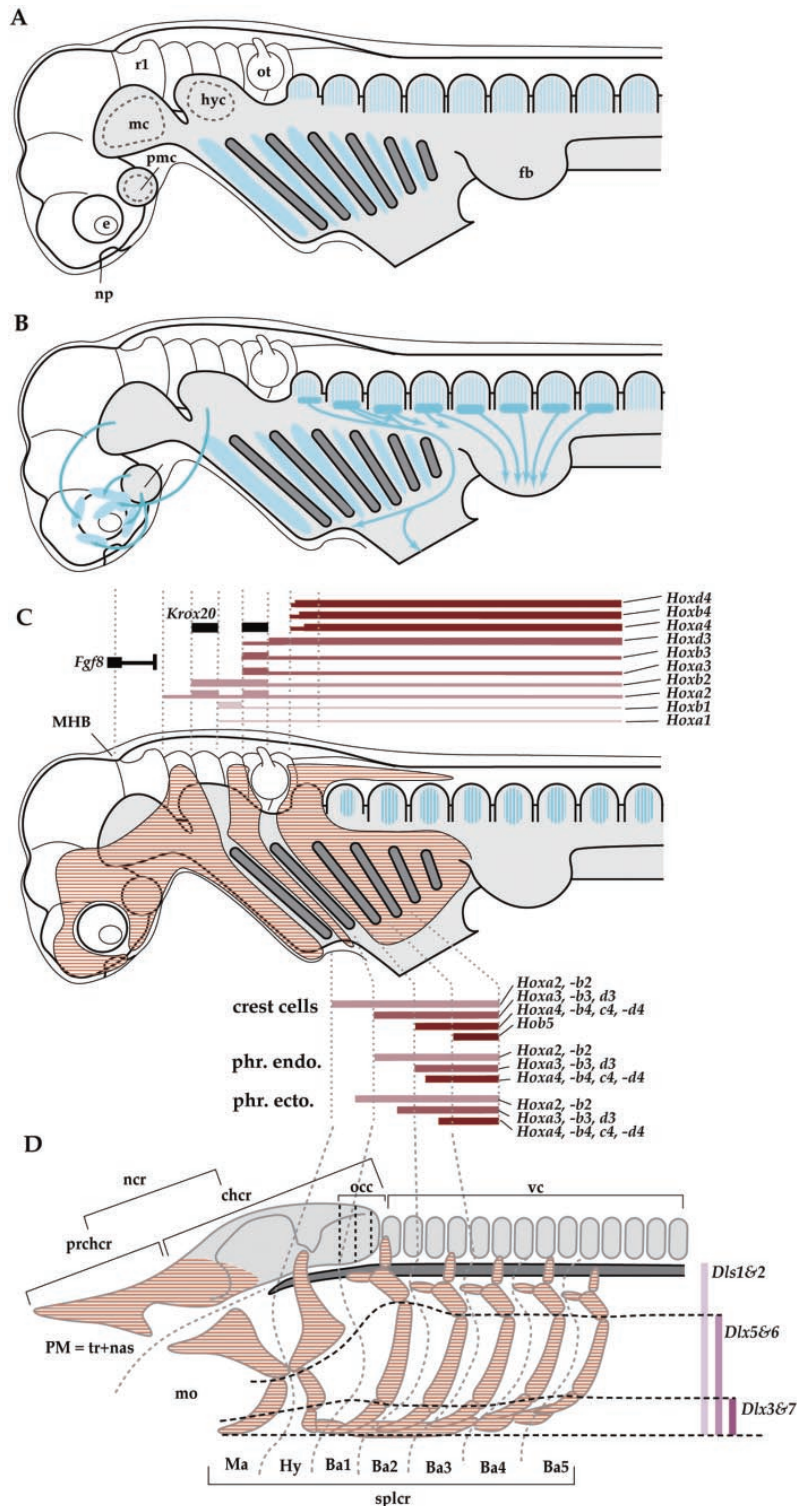 A
r1
ot
hyc
mc
pmc
fb
e
np
B
C
Krox20
Fgf8
Hoxd4
Hoxb4
Hoxa4
Hoxd3
Hoxb3
Hoxa3
Hoxb2
Hoxa2
Hoxb1
Hoxa1
MHB
crest cells
Hoxa2, -b2
Hoxa3, -b3, d3
Hoxa4, -b4, c4, -d4
Hob5
phr. endo.
Hoxa2, -b2
Hoxa3, -b3, d3
Hoxa4, -b4, c4, -d4
phr. ecto.
Hoxa2, -b2
Hoxa3, -b3, d3
Hoxa4, -b4, c4, -d4
D
ncr
chcr
occ
vc
prchcr
Dls1&2
PM = tr+nas
Dlx5&6
mo
Dlx3&7
Ma Hy Ba1 Ba2 Ba3 Ba4 Ba5
splcr